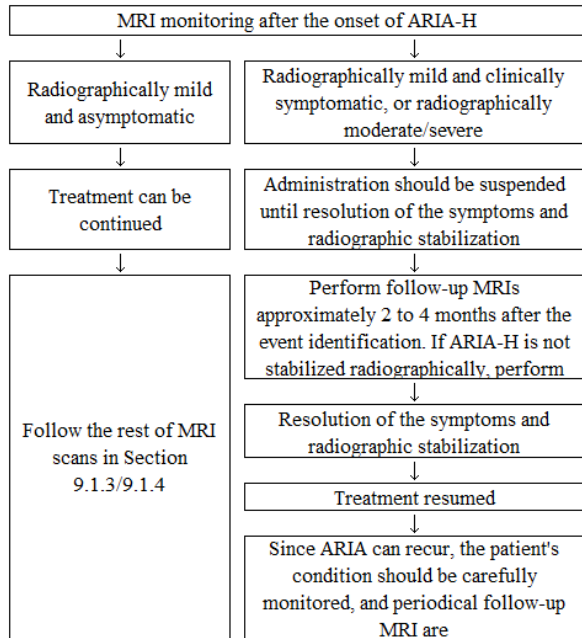 MRI monitoring after the onset of ARIA-H
Radiographically mild
and asymptomatic
Treatment can be
continued
Follow the rest of MRI
scans in Section
9.1.3/9.1.4
Radiographically mild and clinically
symptomatic, or radiographically
moderate/severe
Administration should be suspended
until resolution of the symptoms and
radiographic stabilization
Perform follow-up MRIs
approximately 2 to 4 months after the
event identification. If ARIA-H is not
stabilized radiographically, perform
Resolution of the symptoms and
radiographic stabilization
Treatment resumed
Since ARIA can recur, the patient's
condition should be carefully
monitored, and periodical follow-up
MRI are